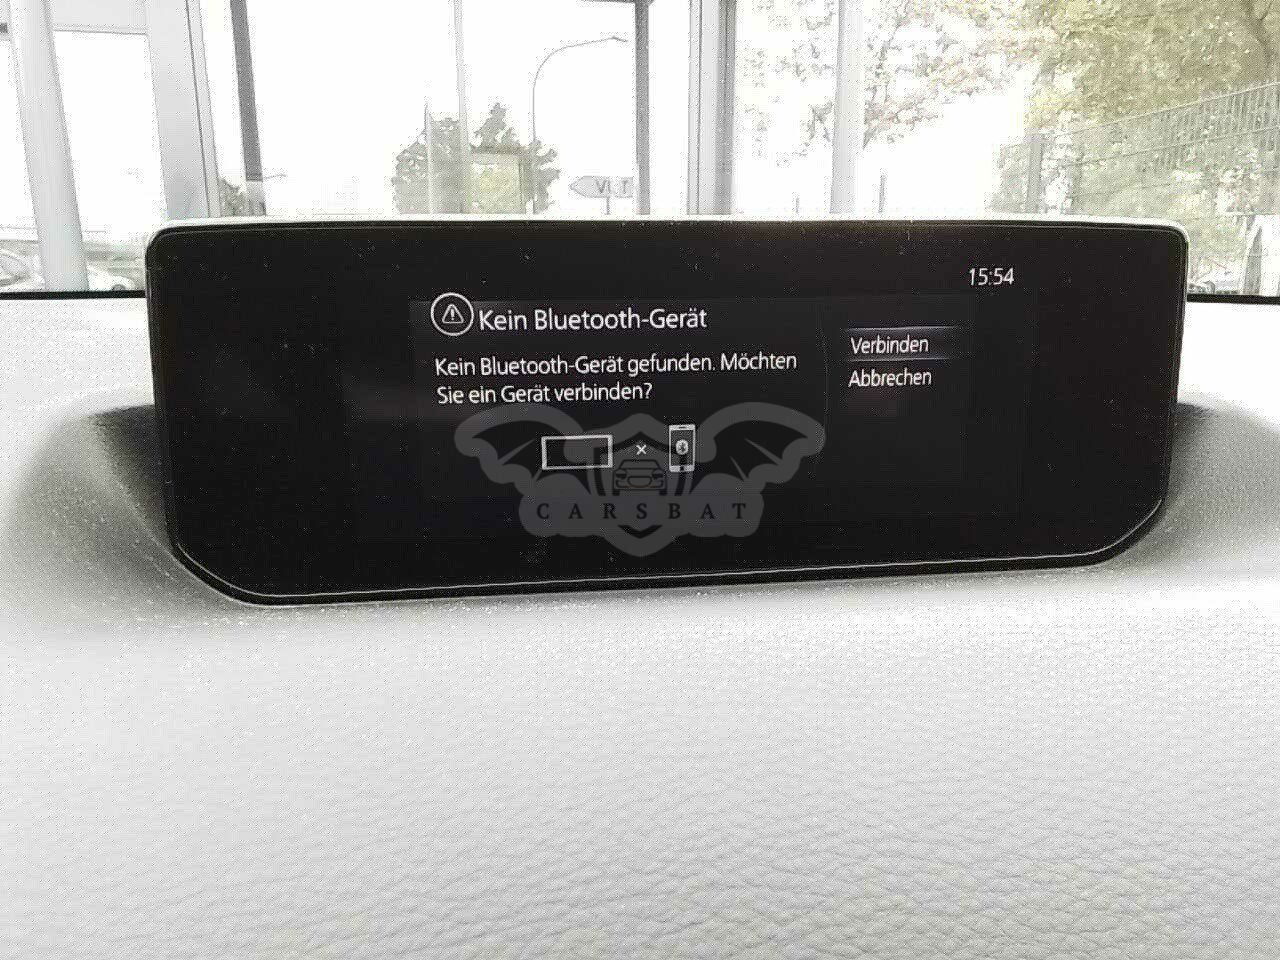 15:54
Kein Bluetooth-Gerät
Kein Bluetooth-Gerät gefunden. Möchten
Sie ein Gerät verbinden?
Verbinden
Abbrechen
CARSBAT